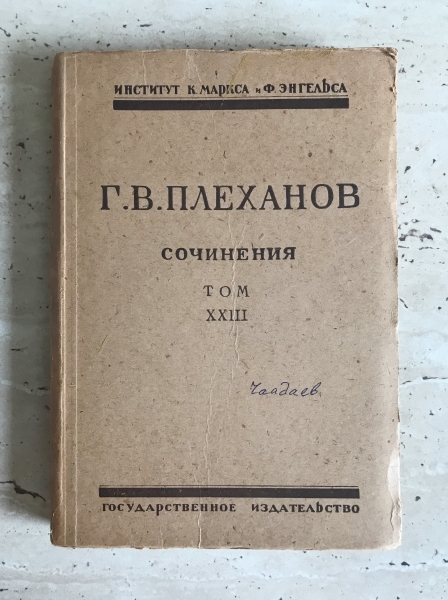 ИНСТИТУТ К. МАРКСА и Ф. ЭНГЕЛЬСА
Г.В.ПЛЕХАНОВ
СОЧИНЕНИЯ
ТОМ
XXIII
Чаадаев.
ГОСУДАРСТВЕННОЕ ИЗДАТЕЛЬСТВО